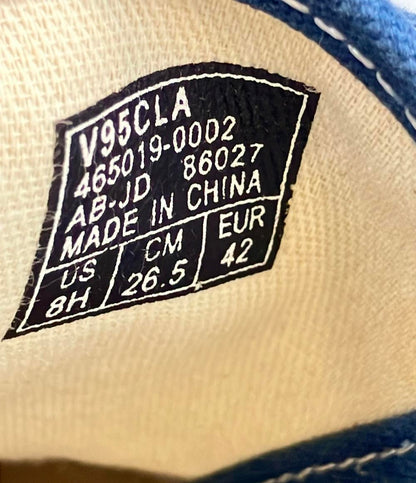 V95CLA
465019-0002
AB-JD 86027
MADE IN CHINA
US CM EUR
8H 26.5 42